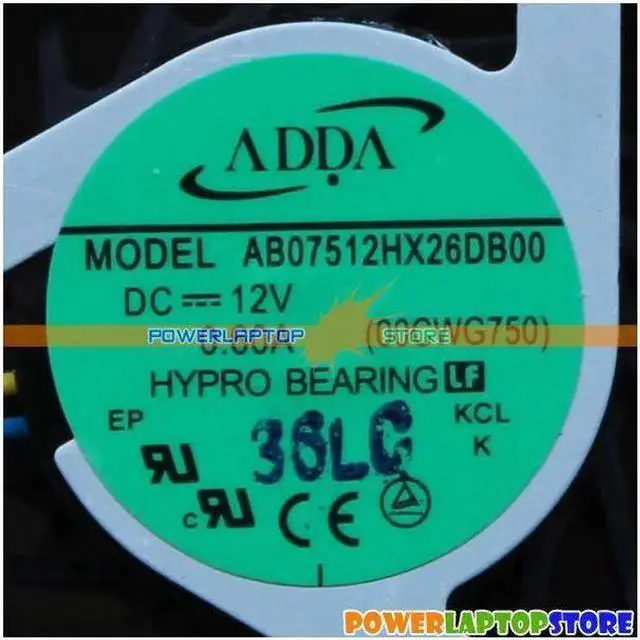 ADDA
MODEL AB07512HX26DB00
DC 12V
POWERLAPTOP STORE
HYPRO BEARING LF
EP 36LC KCL
K
c
CE
POWERLAPTOPSTORE